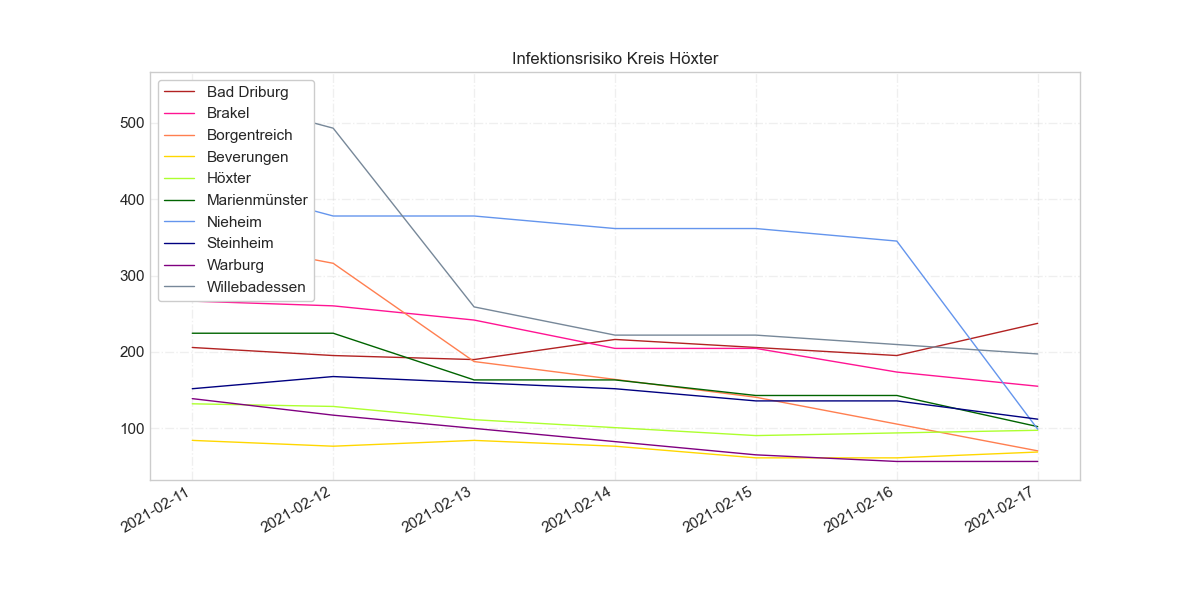 Infektionsrisiko Kreis Höxter
Bad Driburg
Brakel
Borgentreich
Beverungen
Höxter
Marienmünster
Nieheim
Steinheim
Warburg
Willebadessen
500
400
300
200
100
2021-02-11
2021-02-12
2021-02-13
2021-02-14
2021-02-15
2021-02-16
2021-02-17